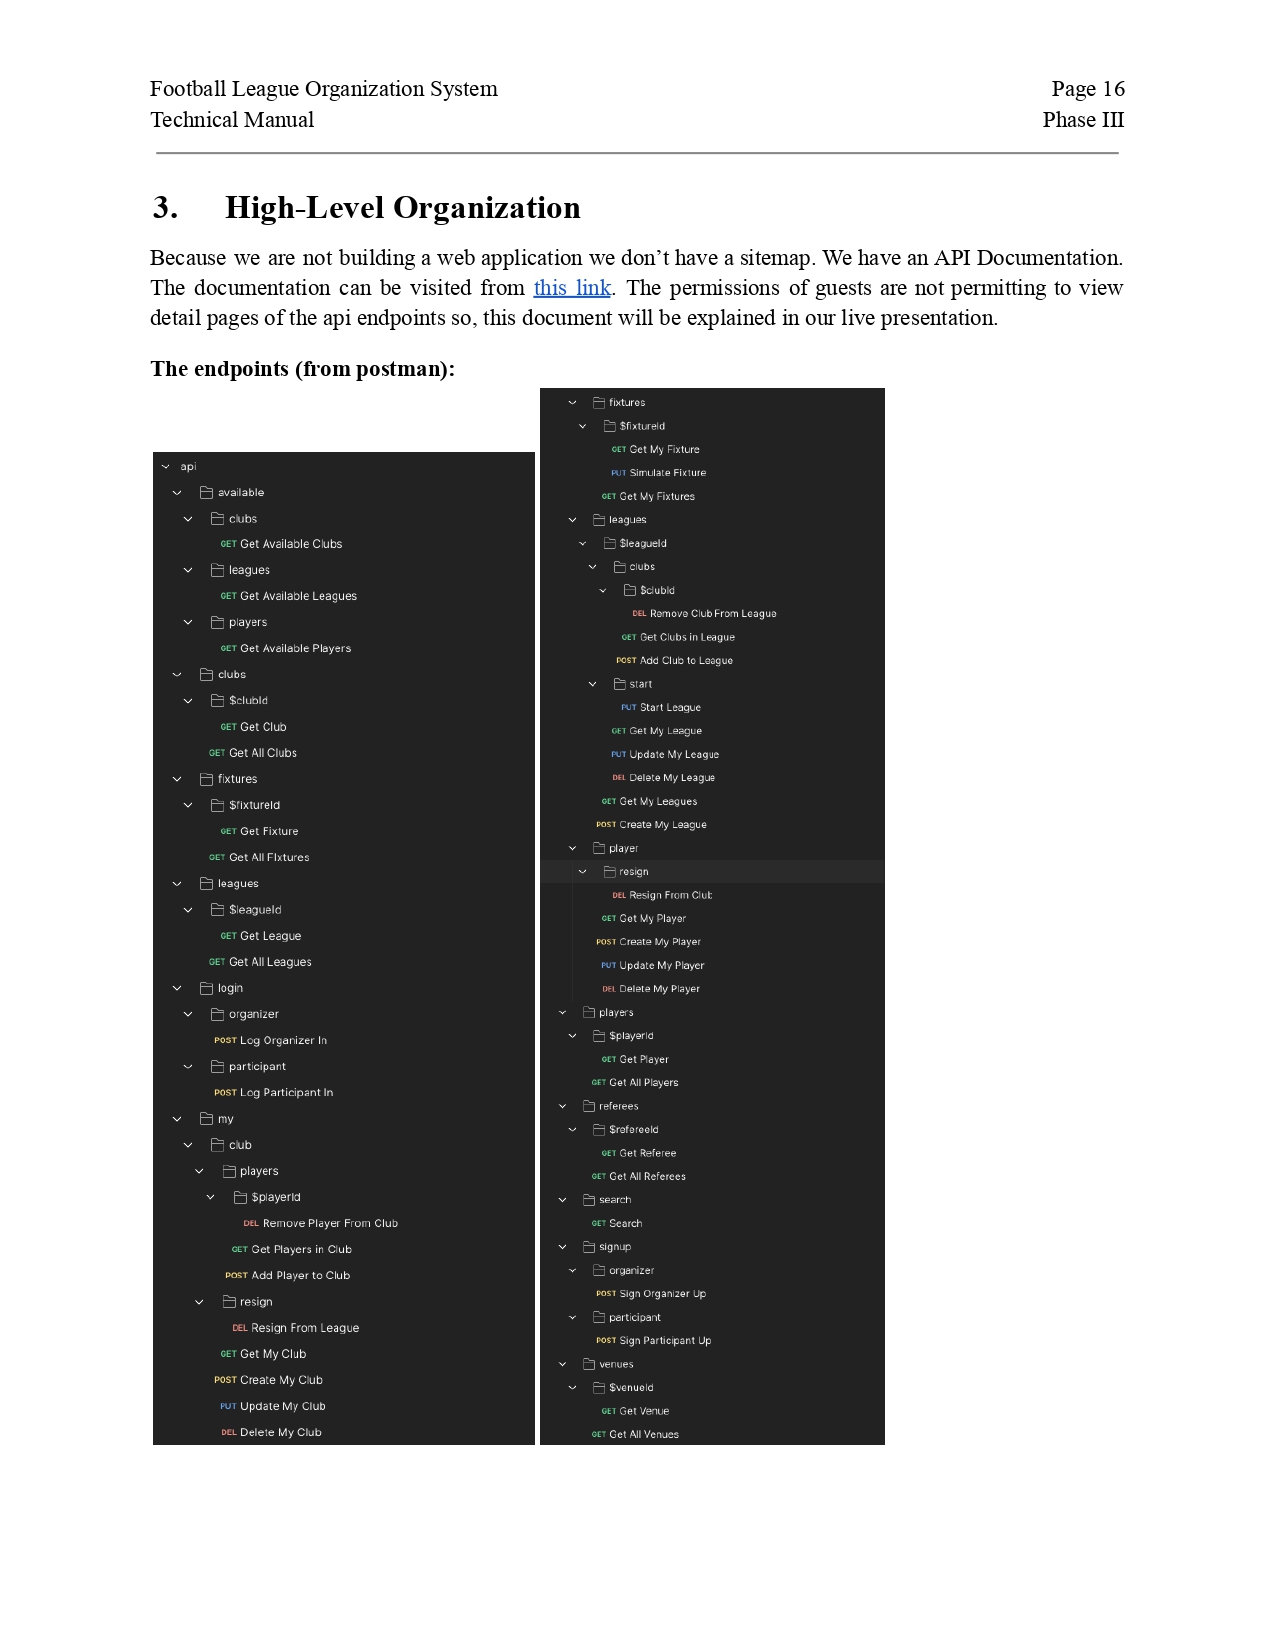 Football League Organization System
Page 16
Technical Manual
Phase III
3. High-Level Organization
Because we are not building a web application we don’t have a sitemap. We have an API Documentation.
The documentation can be visited from this link. The permissions of guests are not permitting to view
detail pages of the api endpoints so, this document will be explained in our live presentation.
The endpoints (from postman):
api
available
clubs
GET Get Available Clubs
leagues
GET Get Available Leagues
players
GET Get Available Players
clubs
$clubId
GET Get Club
GET Get All Clubs
fixtures
$fixtureId
GET Get Fixture
GET Get All FIxtures
leagues
$leagueId
GET Get League
GET Get All Leagues
login
organizer
POST Log Organizer In
participant
POST Log Participant In
my
club
players
$playerId
DEL Remove Player From Club
GET Get Players in Club
POST Add Player to Club
resign
DEL Resign From League
GET Get My Club
POST Create My Club
PUT Update My Club
DEL Delete My Club
fixtures
$fixtureId
GET Get My Fixture
PUT Simulate Fixture
GET Get My Fixtures
leagues
$leagueId
clubs
$clubId
DEL Remove Club From League
GET Get Clubs in League
POST Add Club to League
start
PUT Start League
GET Get My League
PUT Update My League
DEL Delete My League
GET Get My Leagues
POST Create My League
player
resign
DEL Resign From Club
GET Get My Player
POST Create My Player
PUT Update My Player
DEL Delete My Player
players
$playerId
GET Get Player
GET Get All Players
referees
$refereeId
GET Get Referee
GET Get All Referees
search
GET Search
signup
organizer
POST Sign Organizer Up
participant
POST Sign Participant Up
venues
$venueId
GET Get Venue
GET Get All Venues